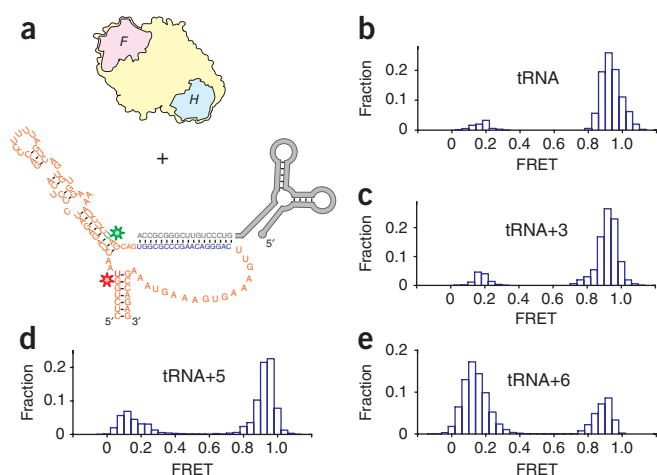 a
F
H
+
ACCGCGGGCUUGUCCCUG
CAGUGGCGCCCGAACAGGGAC
5′
5′ 3′
b
tRNA
Fraction
0.2
0.1
0
0 0.2 0.4 0.6 0.8 1.0
FRET
c
tRNA+3
Fraction
0.2
0.1
0
0 0.2 0.4 0.6 0.8 1.0
FRET
d
tRNA+5
Fraction
0.2
0.1
0
0 0.2 0.4 0.6 0.8 1.0
FRET
e
tRNA+6
Fraction
0.2
0.1
0
0 0.2 0.4 0.6 0.8 1.0
FRET